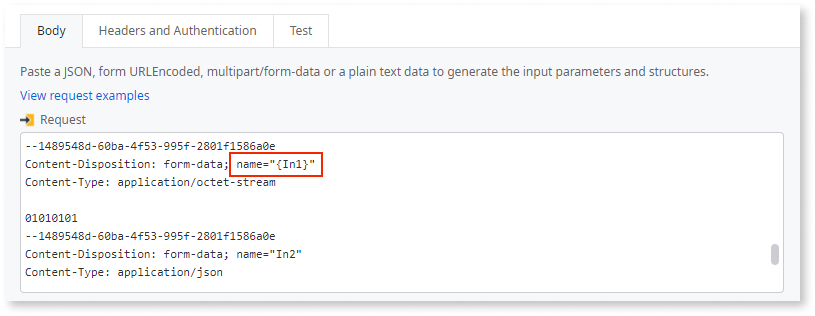 Body
Headers and Authentication
Test
Paste a JSON, form URLEncoded, multipart/form-data or a plain text data to generate the input parameters and structures.
View request examples
Request
--1489548d-60ba-4f53-995f-2801f1586a0e
Content-Disposition: form-data; name="{In1}"
Content-Type: application/octet-stream
01010101
--1489548d-60ba-4f53-995f-2801f1586a0e
Content-Disposition: form-data; name="In2"
Content-Type: application/json